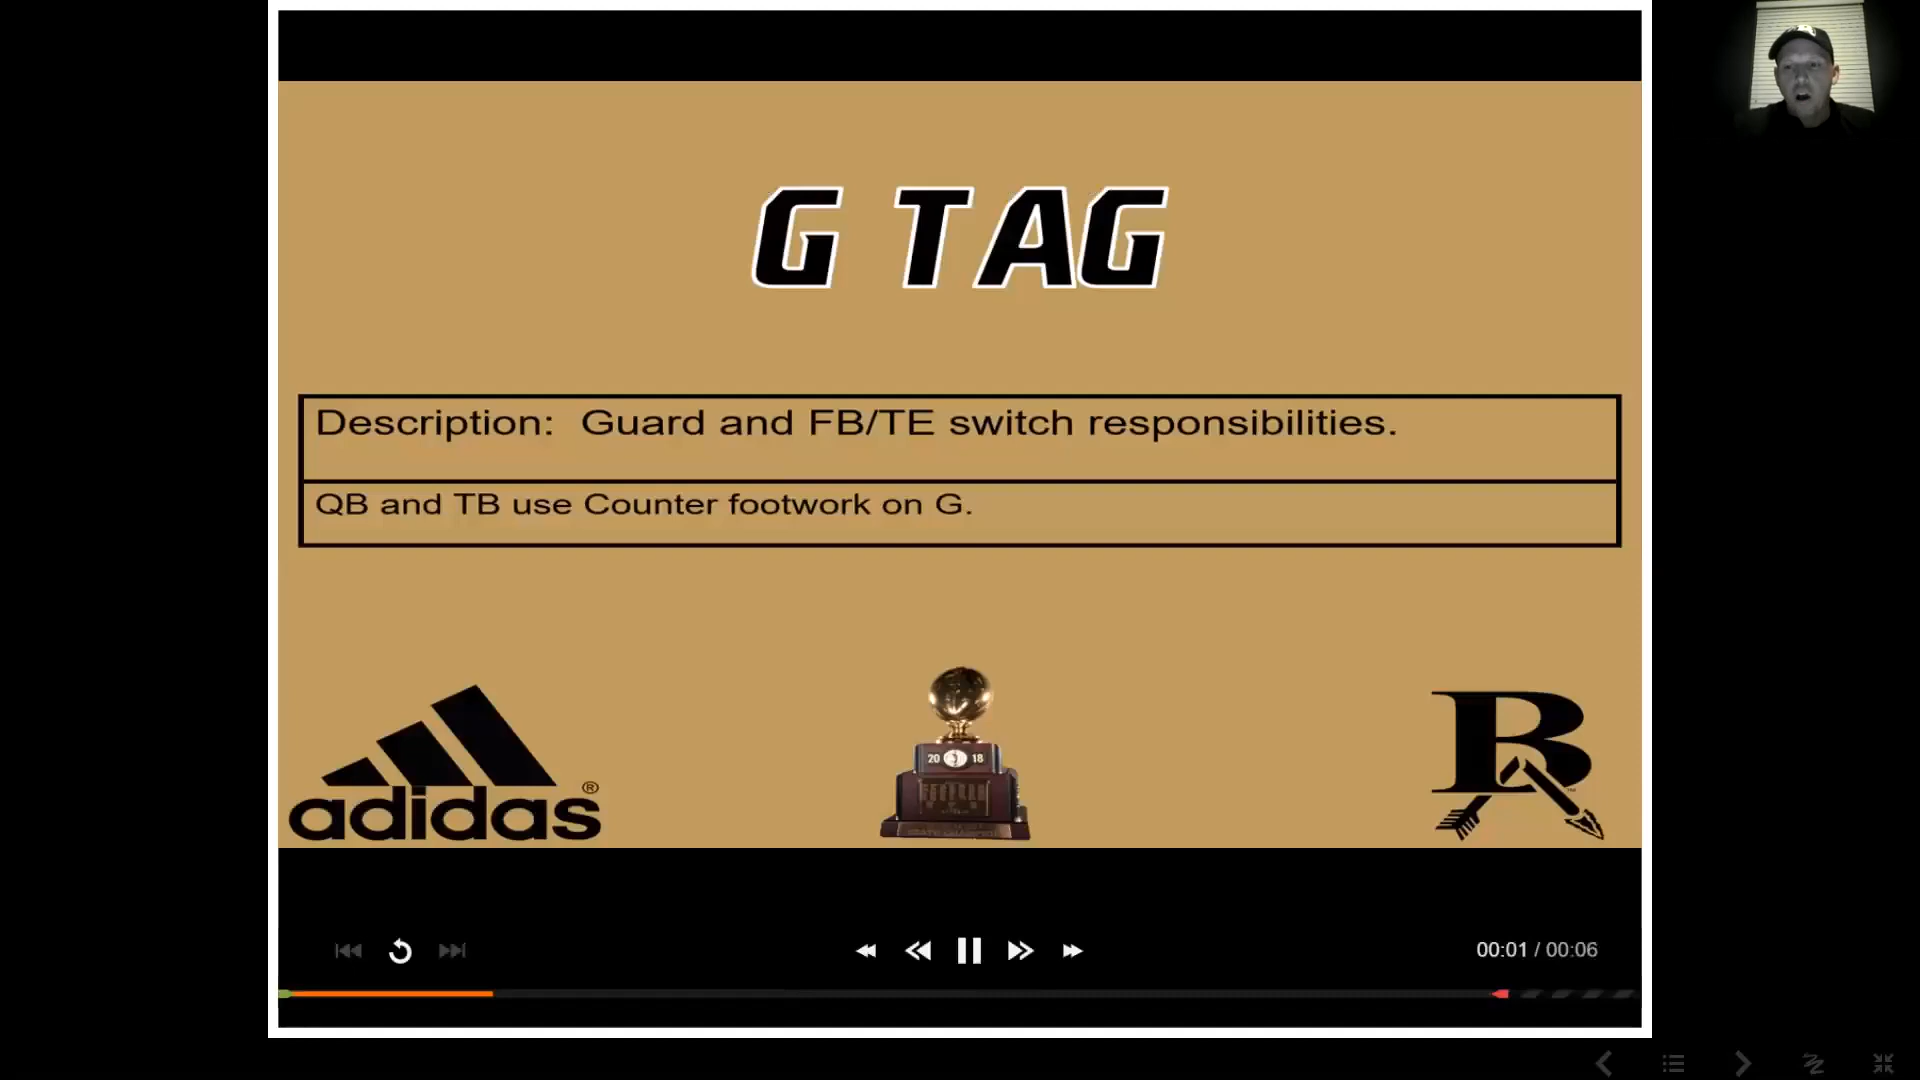 G TAG
Description: Guard and FB/TE switch responsibilities.
QB and TB use Counter footwork on G.
adidas®
20 18
B
00:01 / 00:06